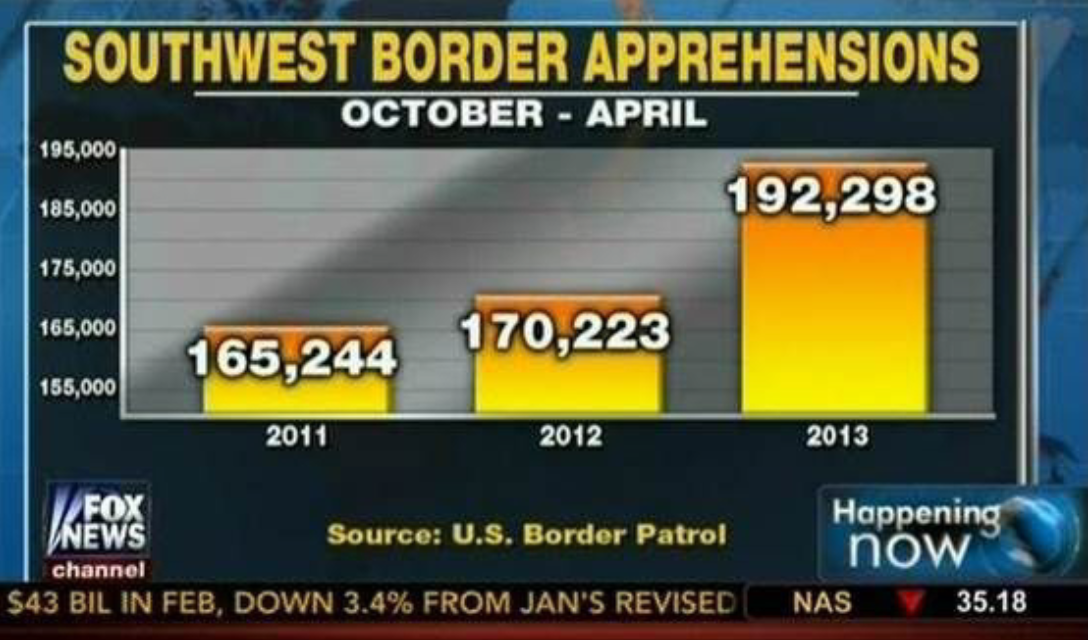 SOUTHWEST BORDER APPREHENSIONS
OCTOBER - APRIL
195,000
185,000
175,000
165,000
155,000
165,244
170,223
192,298
2011 2012 2013
FOX
NEWS
channel
Source: U.S. Border Patrol
Happening
now
$43 BIL IN FEB, DOWN 3.4% FROM JAN'S REVISED NAS ▼ 35.18